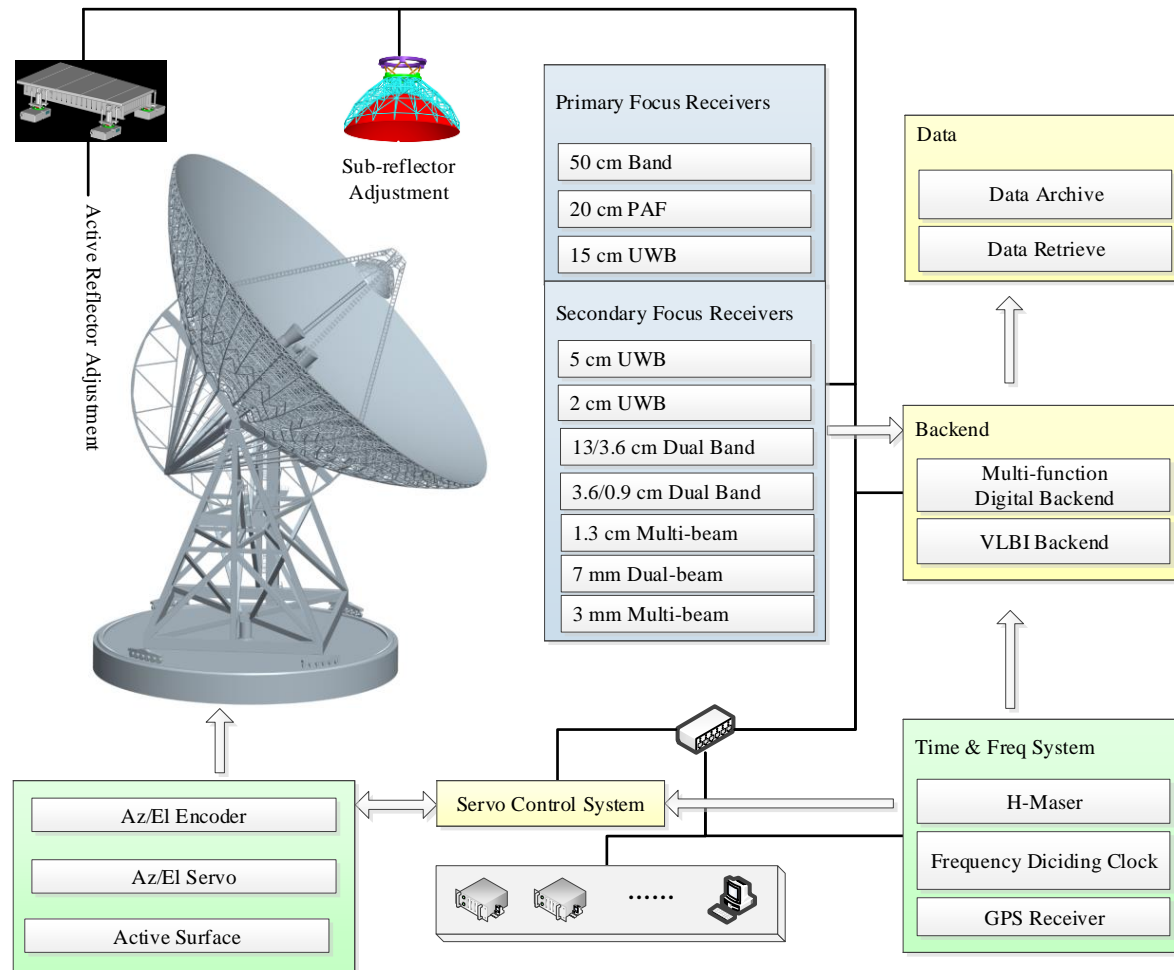 Sub-reflector
Adjustment
Active Reflector Adjustment
Primary Focus Receivers
50 cm Band
20 cm PAF
15 cm UWB
Secondary Focus Receivers
5 cm UWB
2 cm UWB
13/3.6 cm Dual Band
3.6/0.9 cm Dual Band
1.3 cm Multi-beam
7 mm Dual-beam
3 mm Multi-beam
Data
Data Archive
Data Retrieve
Backend
Multi-function
Digital Backend
VLBI Backend
Time & Freq System
H-Maser
Frequency Diciding Clock
GPS Receiver
Servo Control System
Az/El Encoder
Az/El Servo
Active Surface
......